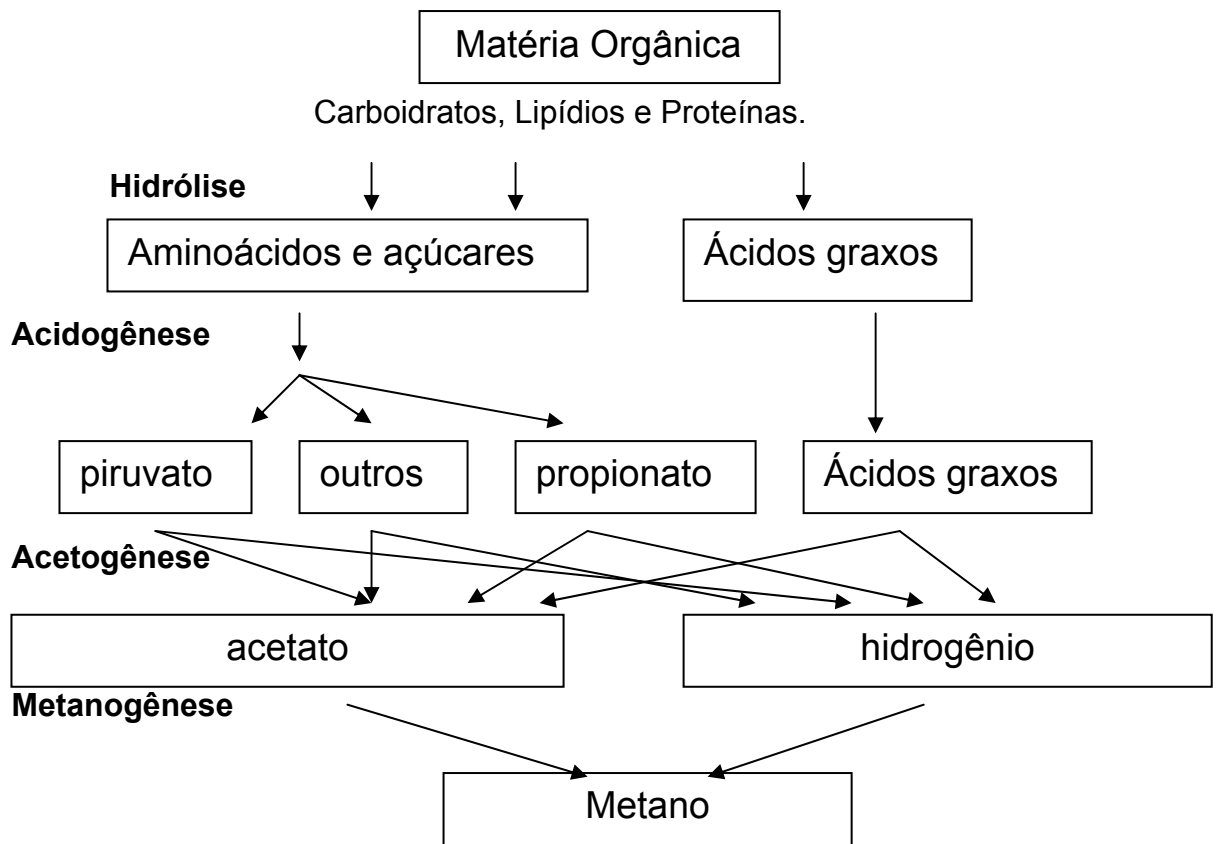 Matéria Orgânica
Carboidratos, Lipídios e Proteínas.
Hidrólise
Aminoácidos e açúcares
Ácidos graxos
Acidogênese
piruvato
outros
propionato
Ácidos graxos
Acetogênese
acetato
hidrogênio
Metanogênese
Metano